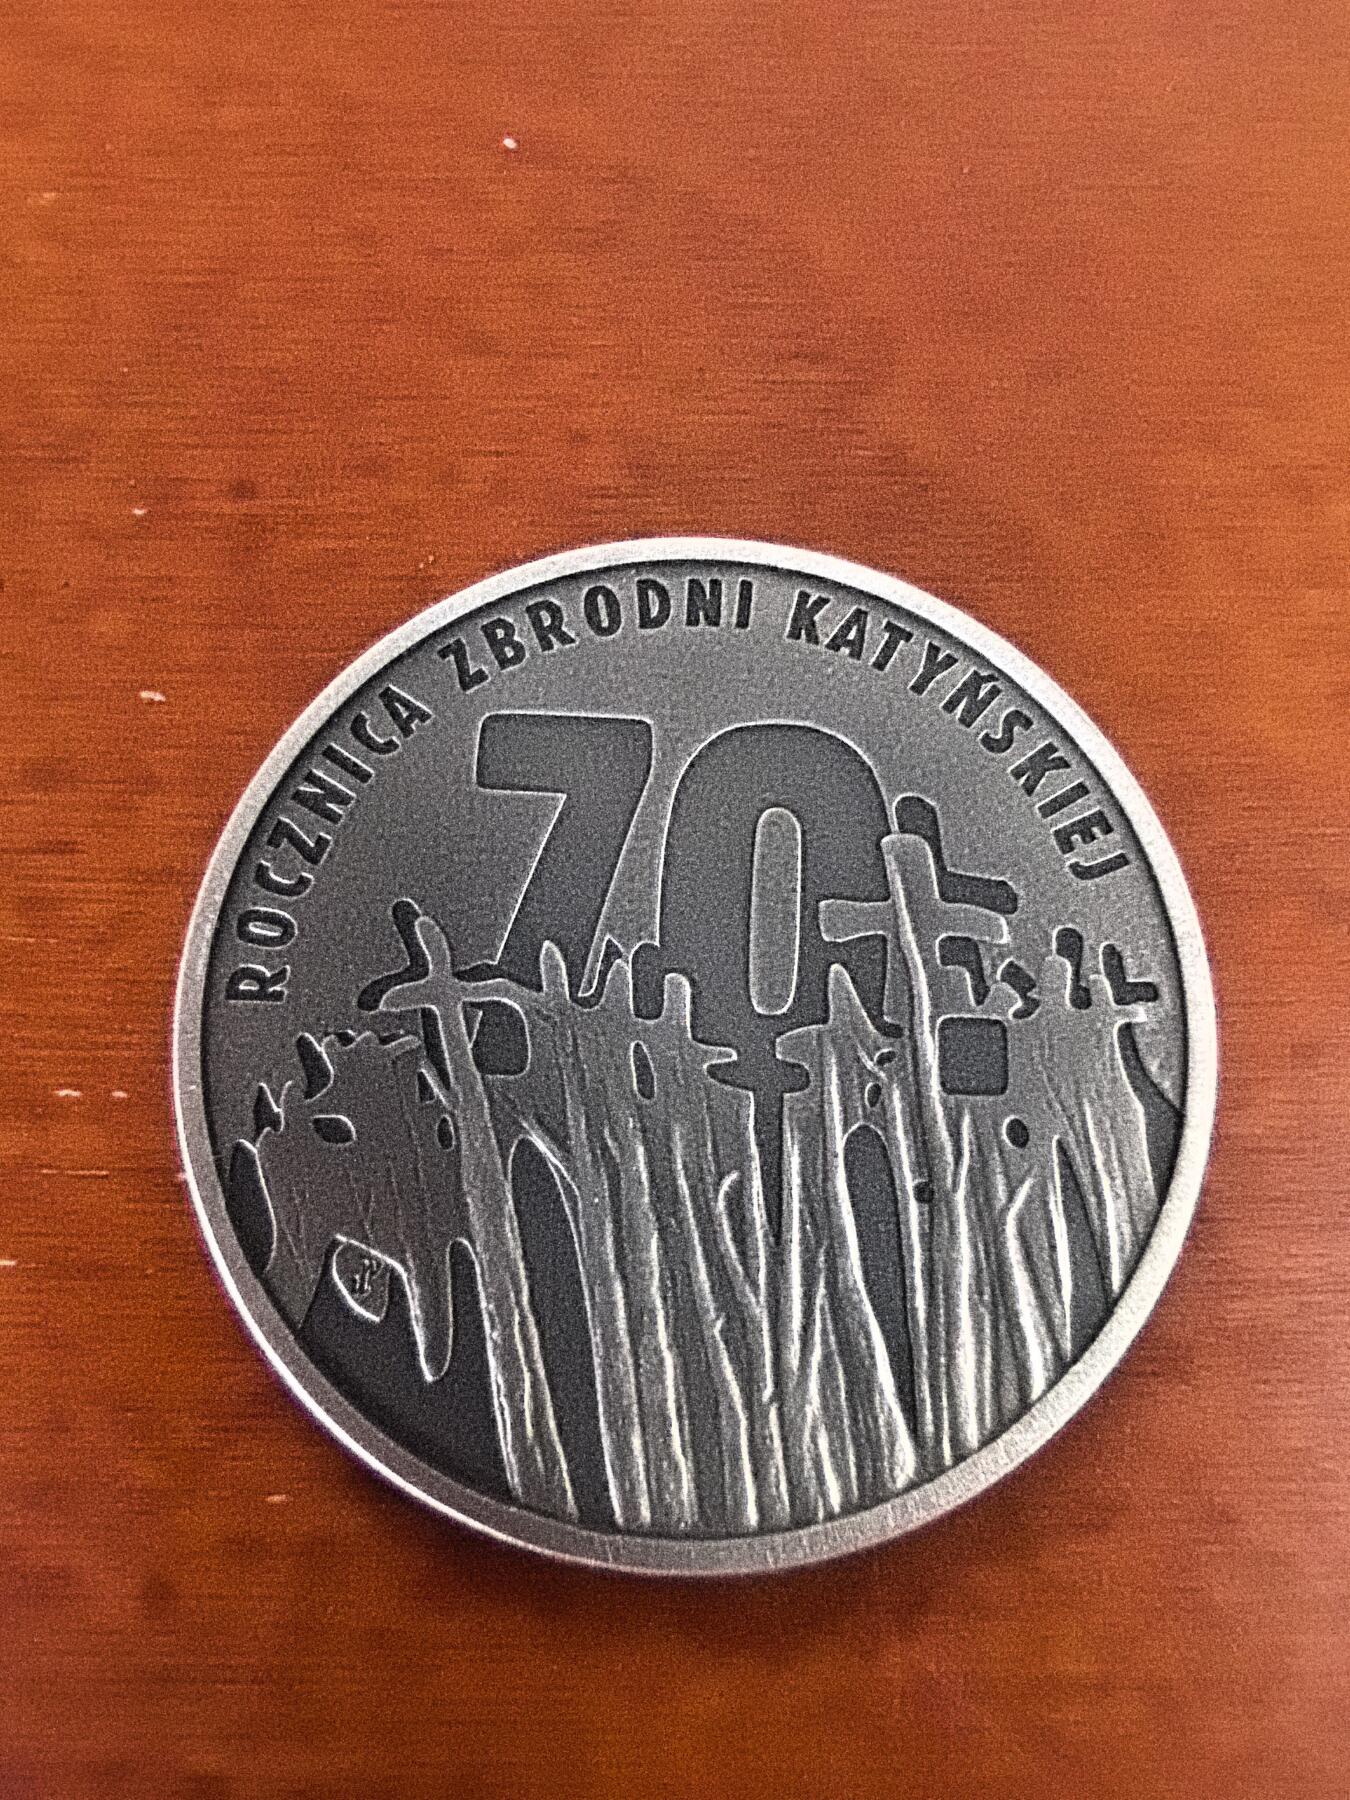 ROCZNICA ZBRODNI KATYŃSKIEJ
70.